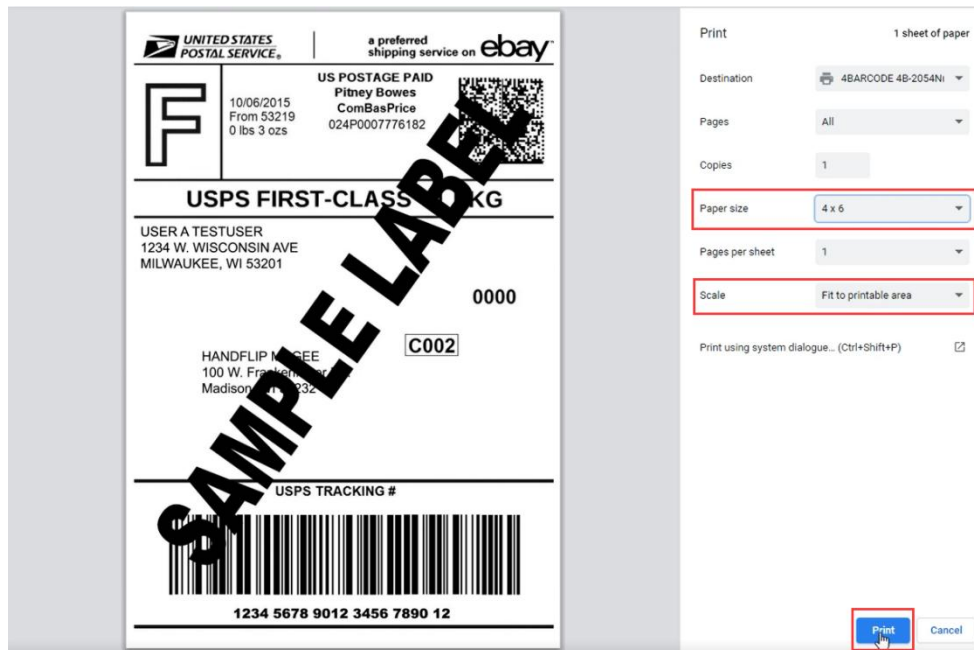 UNITED STATES
POSTAL SERVICE®
a preferred
shipping service on ebay™
F
10/06/2015
From 53219
0 lbs 3 ozs
US POSTAGE PAID
Pitney Bowes
ComBasPrice
024P0007776182
USPS FIRST-CLASS KG
USER A TESTUSER
1234 W. WISCONSIN AVE
MILWAUKEE, WI 53201
0000
C002
HANDFLIP
100 W.
Madison
SAMPLE LABEL
USPS TRACKING #
1234 5678 9012 3456 7890 12
Print
1 sheet of paper
Destination
4BARCODE 4B-2054N
Pages
All
Copies
1
Paper size
4 x 6
Pages per sheet
1
Scale
Fit to printable area
Print using system dialogue... (Ctrl+Shift+P)
Print
Cancel